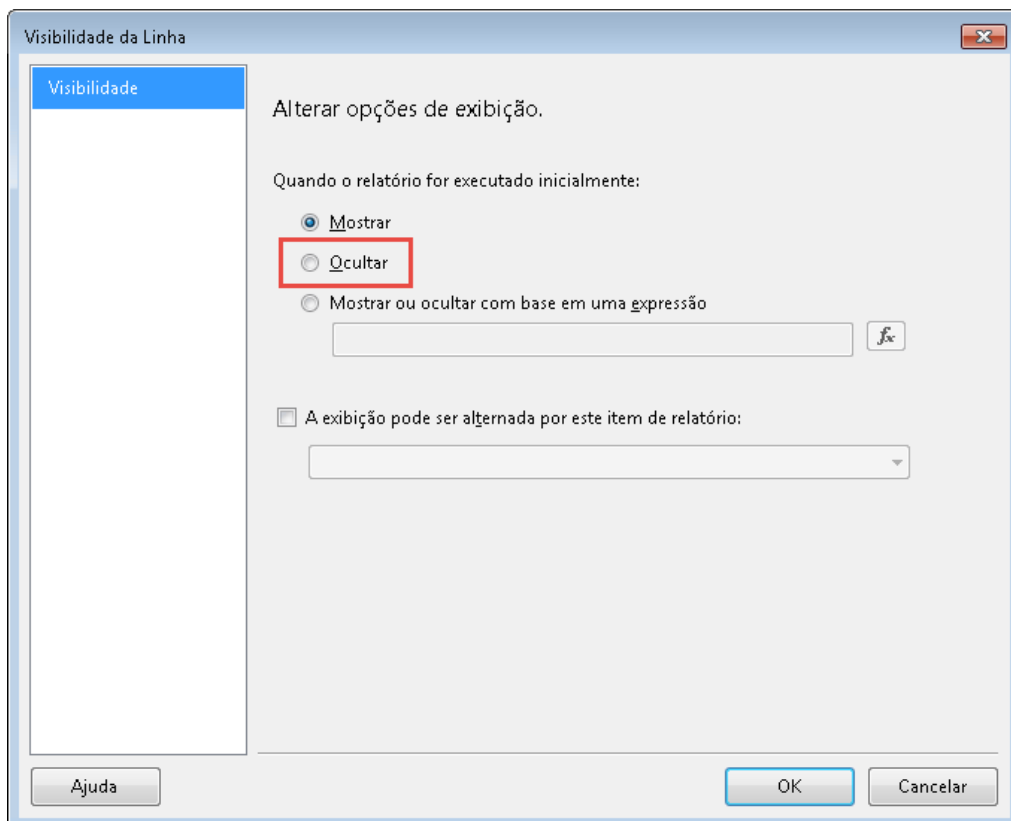 Visibilidade da Linha
Visibilidade
Alterar opções de exibição.
Quando o relatório for executado inicialmente:
Mostrar
Ocultar
Mostrar ou ocultar com base em uma expressão
fx
A exibição pode ser alternada por este item de relatório:
Ajuda
OK
Cancelar